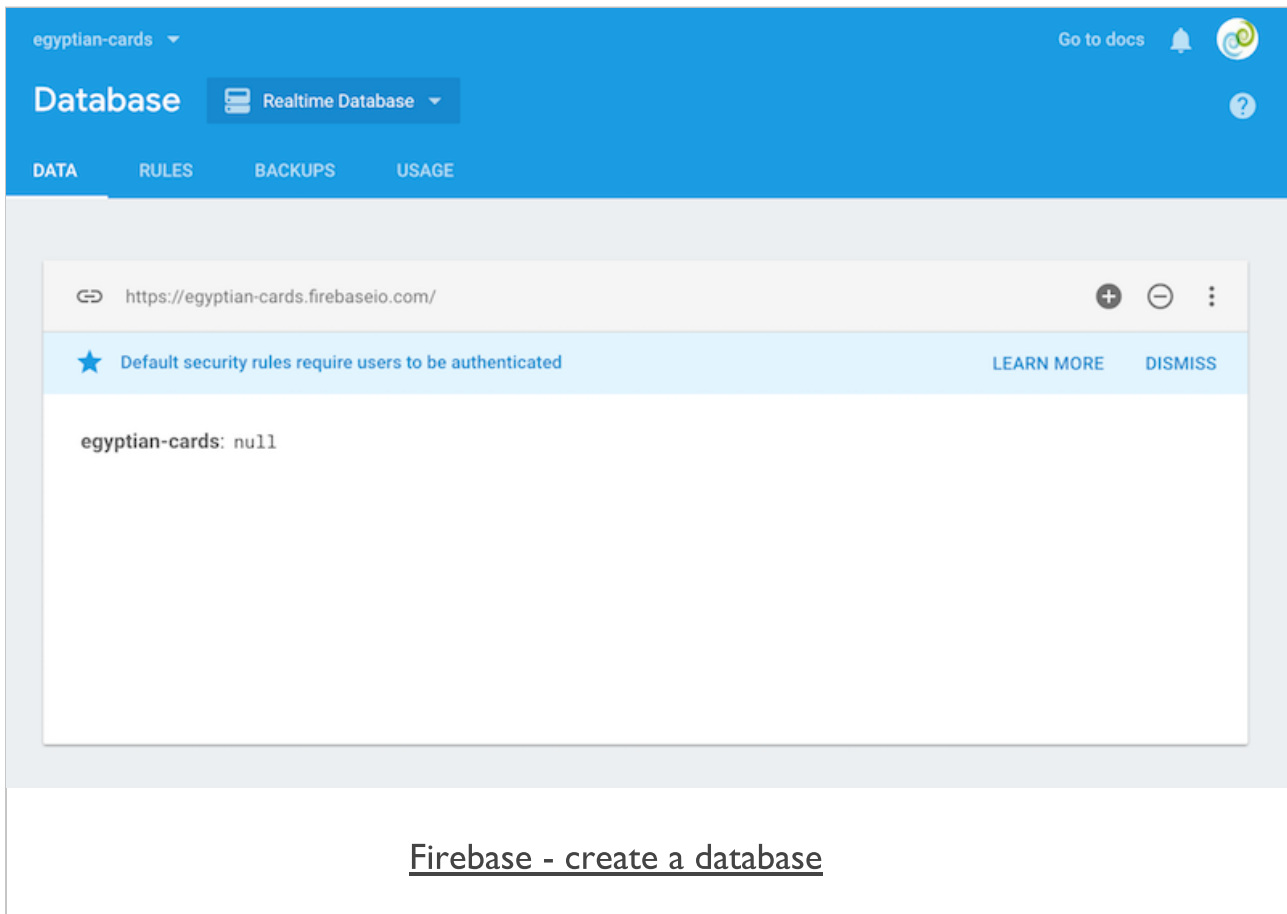 egyptian-cards
Go to docs
Database
Realtime Database
DATA RULES BACKUPS USAGE
https://egyptian-cards.firebaseio.com/
Default security rules require users to be authenticated LEARN MORE DISMISS
egyptian-cards: null
Firebase - create a database